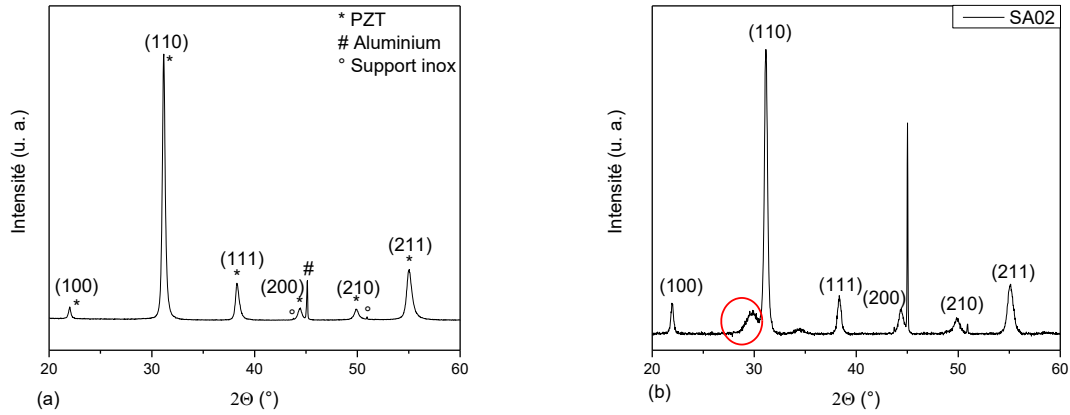 * PZT
# Aluminium
° Support inox
(110)
*
(100)
*
(111)
*
(200)
°
*
#
(210)
*
°
(211)
*
Intensité (u. a.)
20 30 40 50 60
(a)
2Θ (°)
SA02
(110)
(100)
(111)
(200)
(210)
(211)
Intensité (u. a.)
20 30 40 50 60
(b)
2Θ (°)